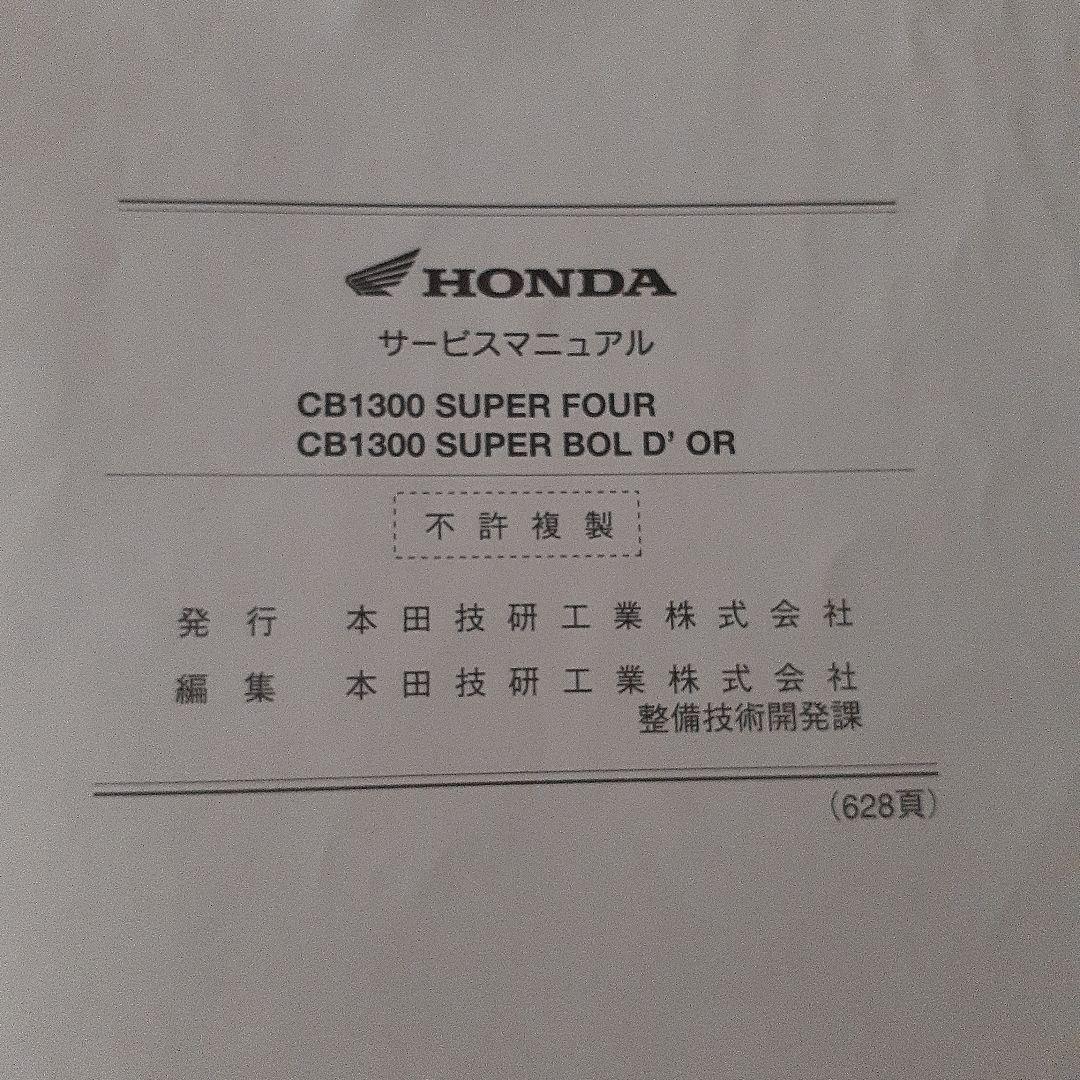 HONDA
サービスマニュアル
CB1300 SUPER FOUR
CB1300 SUPER BOL D' OR
不許複製
発行 本田技研工業株式会社
編集 本田技研工業株式会社
整備技術開発課
(628頁)